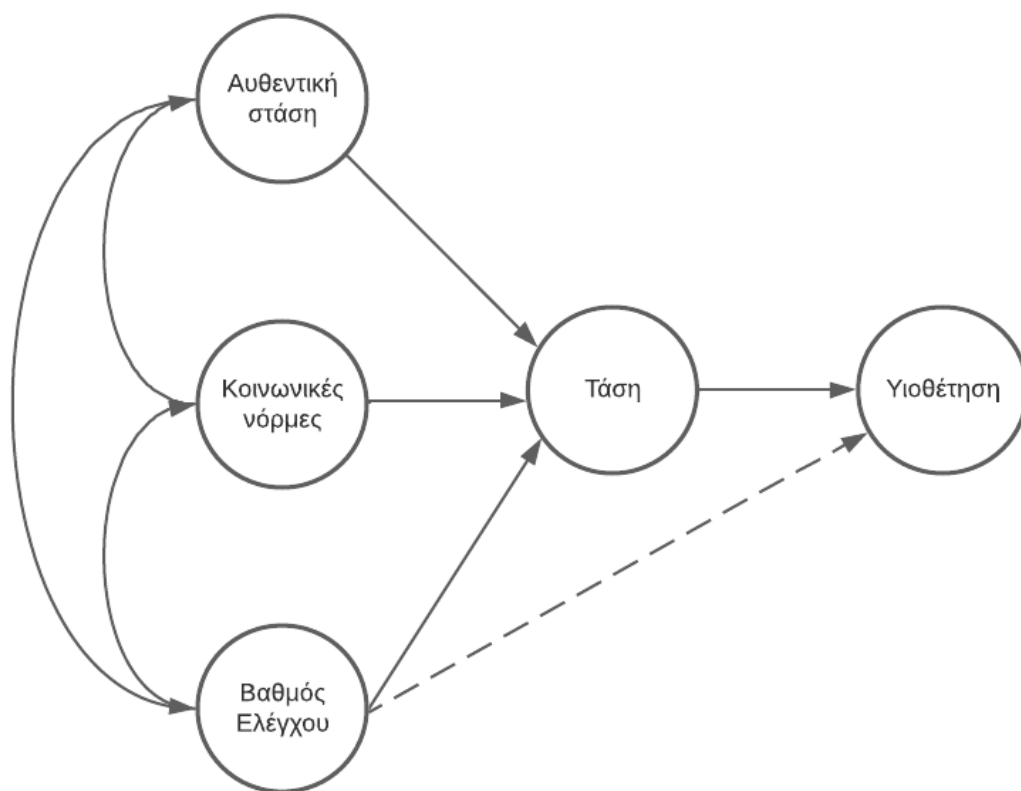 Αυθεντική
στάση
Κοινωνικές
νόρμες
Τάση
Υιοθέτηση
Βαθμός
Ελέγχου